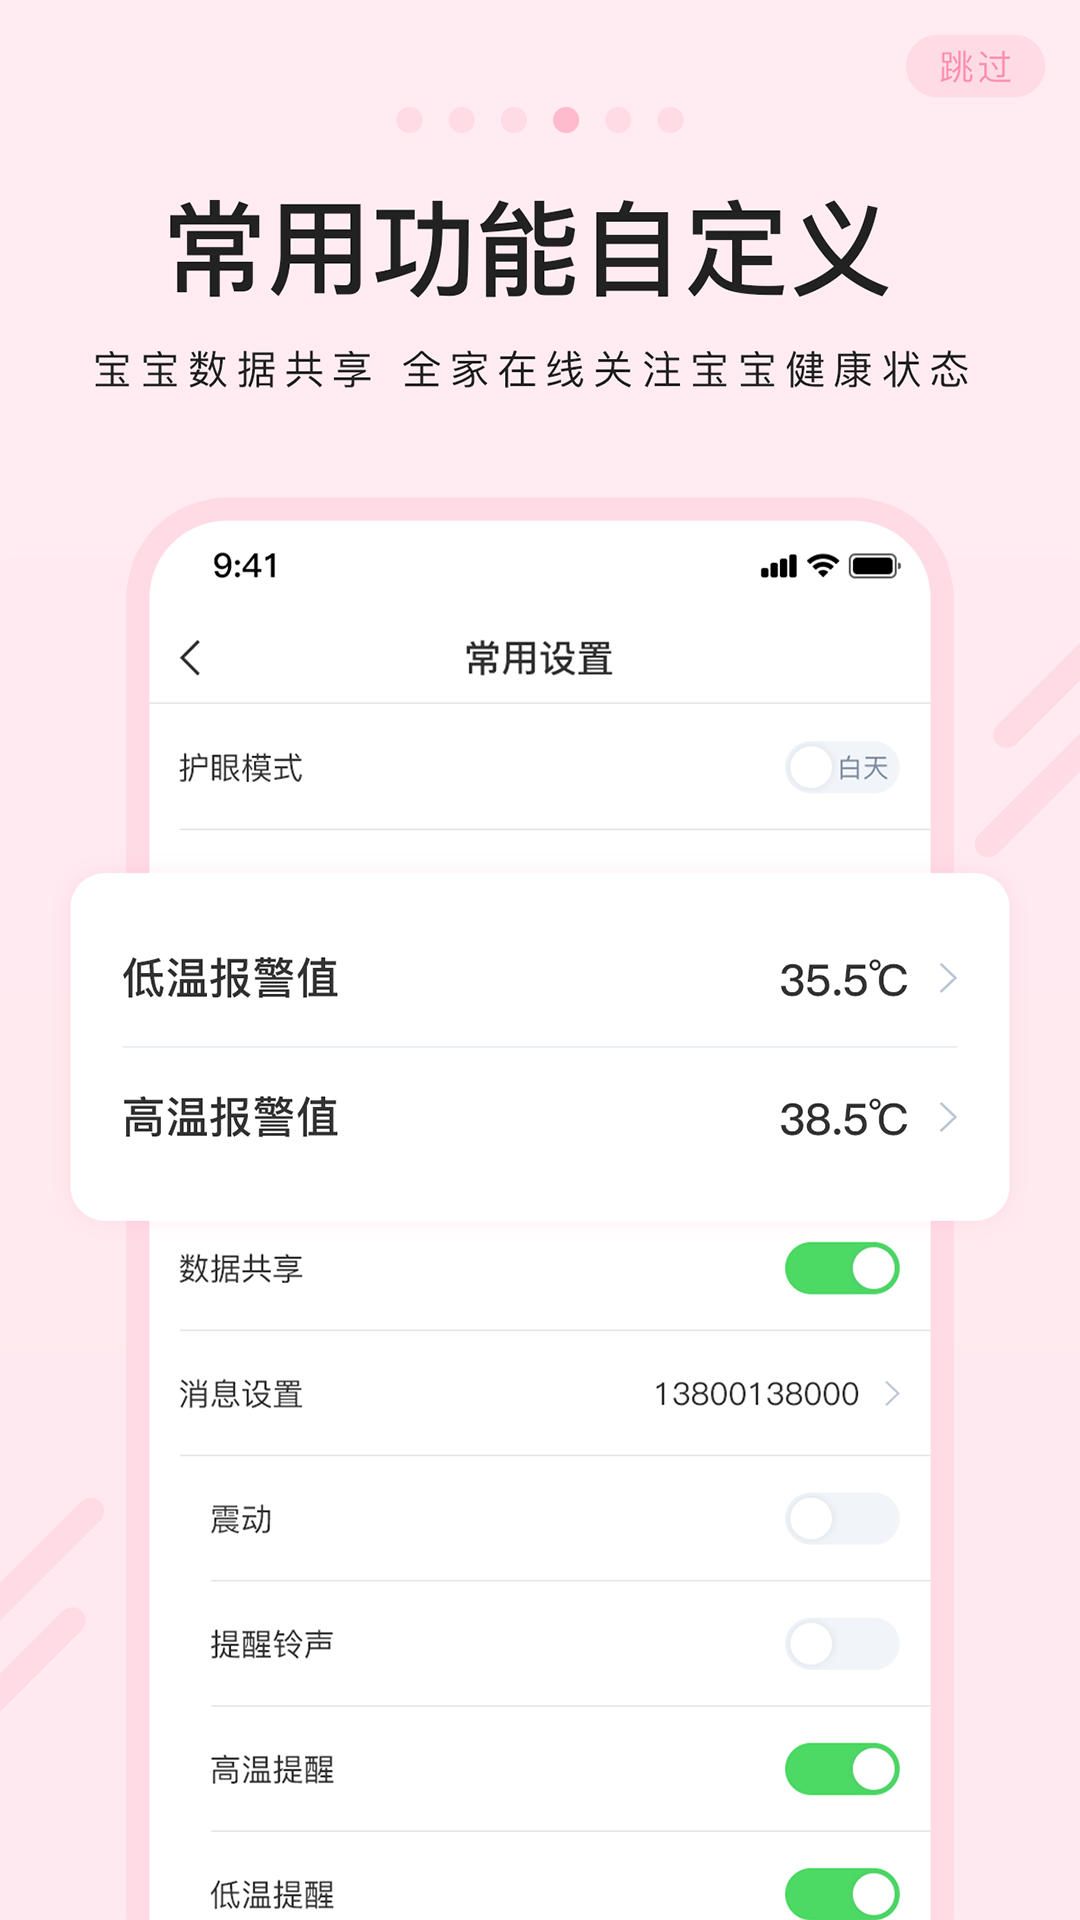 跳过
常用功能自定义
宝宝数据共享 全家在线关注宝宝健康状态
9:41
常用设置
护眼模式 白天
低温报警值 35.5℃
高温报警值 38.5℃
数据共享
消息设置 13800138000
震动
提醒铃声
高温提醒
低温提醒